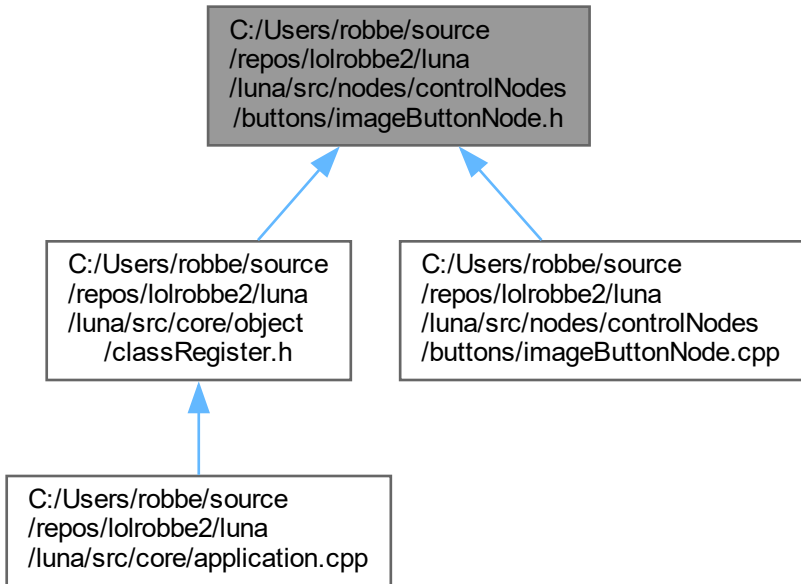 C:/Users/robbe/source
/repos/lolrobbe2/luna
/luna/src/nodes/controlNodes
/buttons/imageButtonNode.h
C:/Users/robbe/source
/repos/lolrobbe2/luna
/luna/src/core/object
/classRegister.h
C:/Users/robbe/source
/repos/lolrobbe2/luna
/luna/src/nodes/controlNodes
/buttons/imageButtonNode.cpp
C:/Users/robbe/source
/repos/lolrobbe2/luna
/luna/src/core/application.cpp